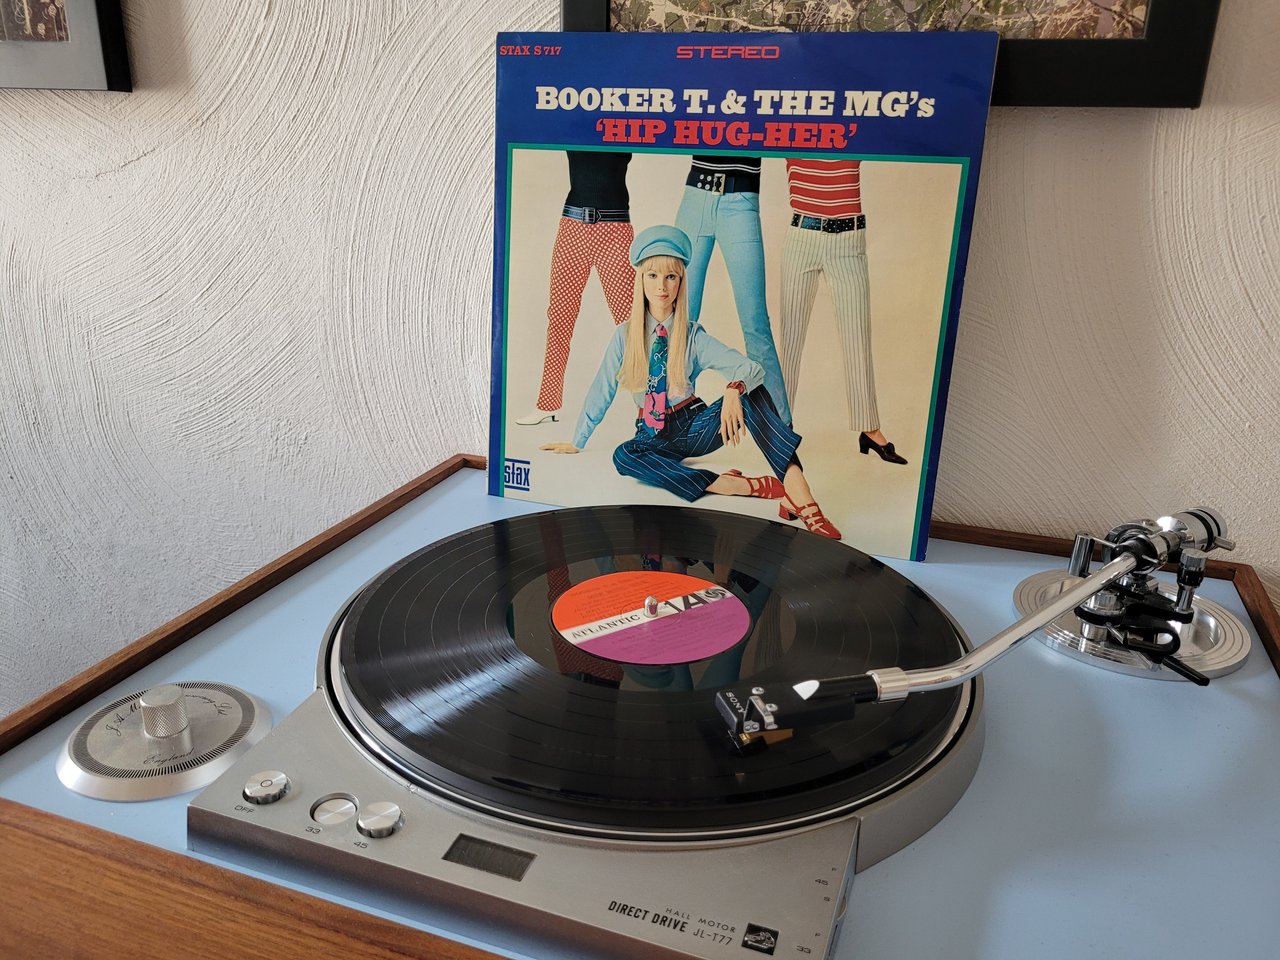 STAX S 717
STEREO
BOOKER T. & THE MG's
'HIP HUG-HER'
stax
ATLANTIC
SONY
England
OFF
33
45
HALL MOTOR
DIRECT DRIVE JL-T77
F
45
S
F
33